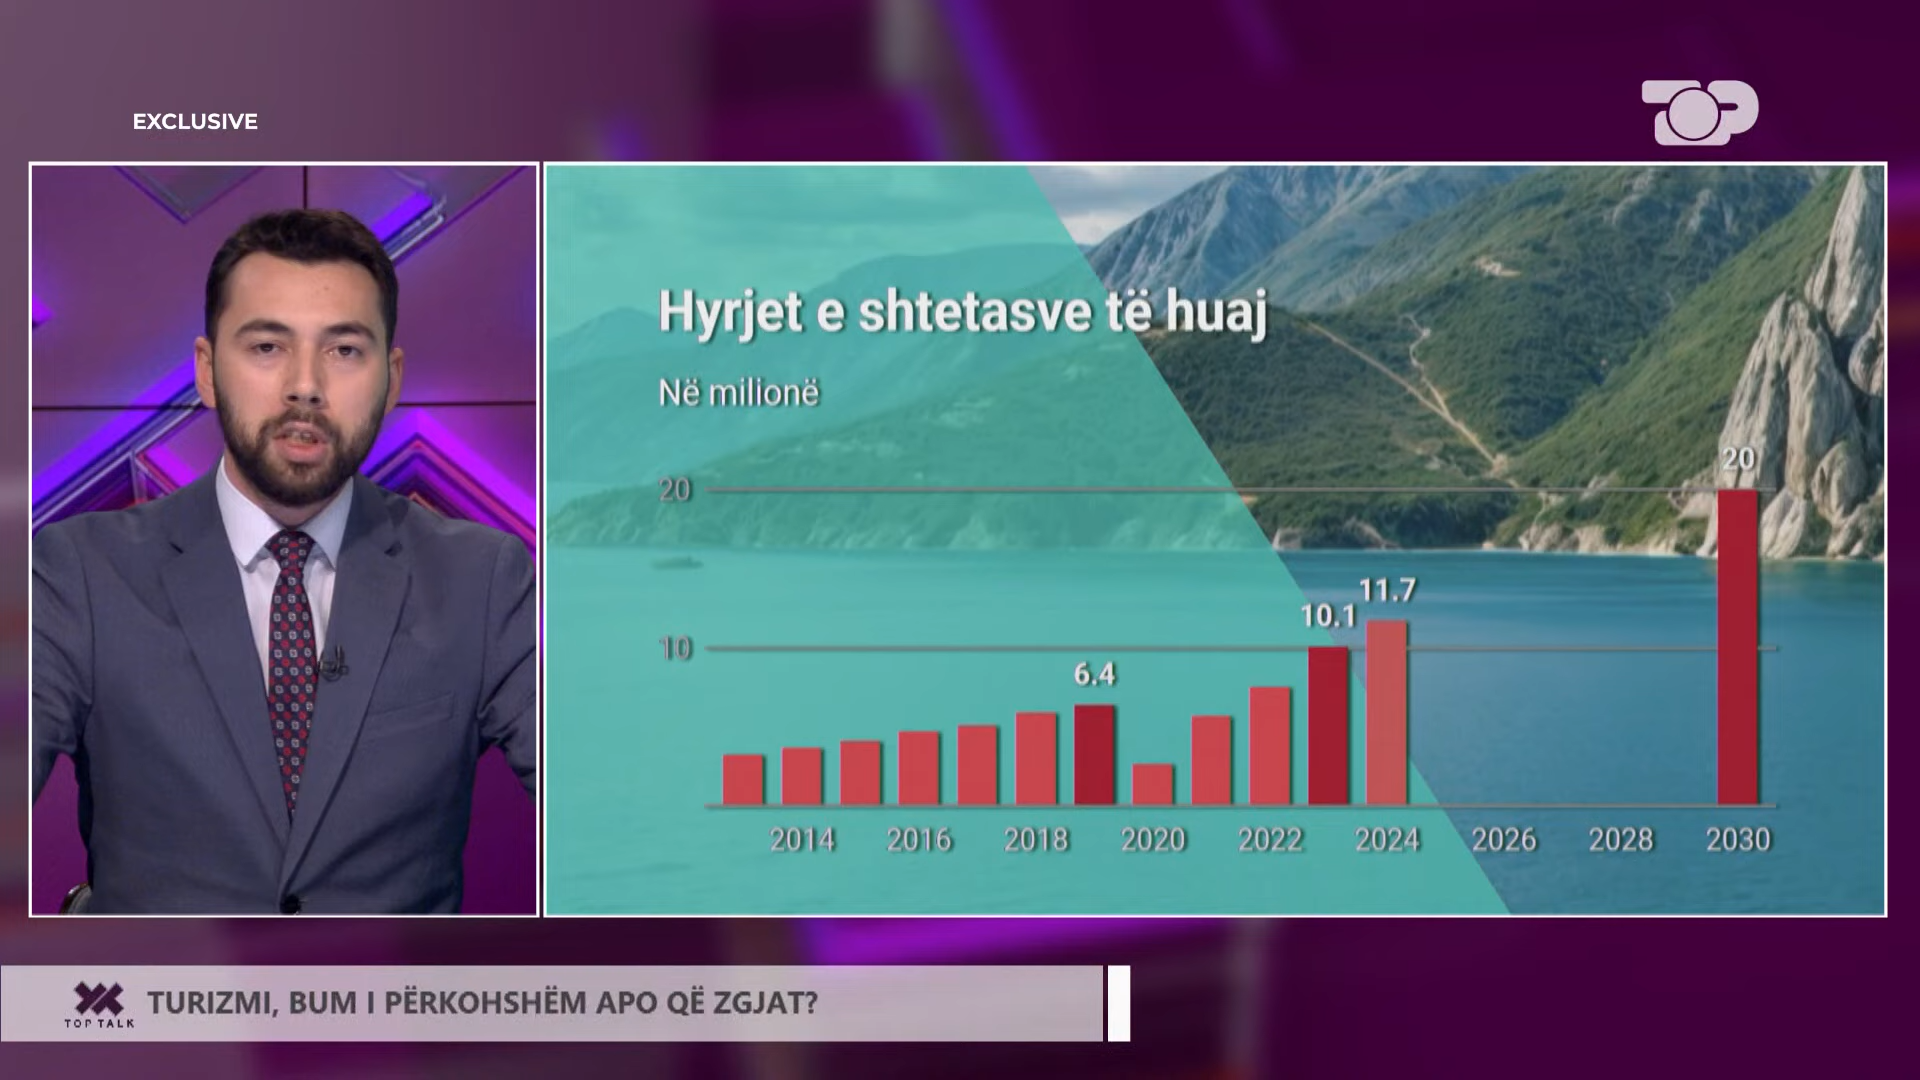 EXCLUSIVE
TOP
Hyrjet e shtetasve të huaj
Në milionë
20
20
11.7
10.1
10
6.4
2014 2016 2018 2020 2022 2024 2026 2028 2030
TOP TALK
TURIZMI, BUM I PËRKOHSHËM APO QË ZGJAT?